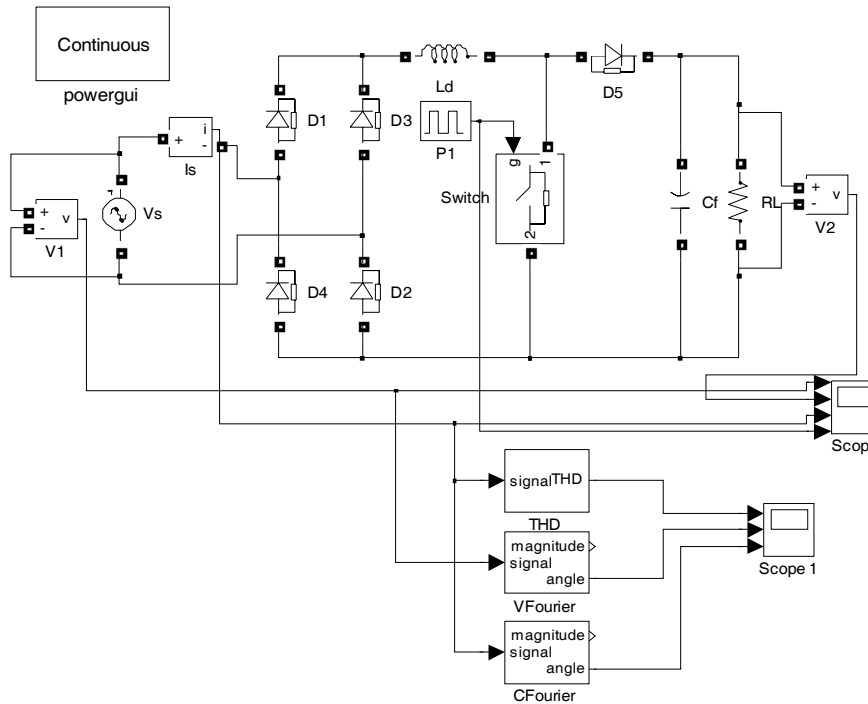 Continuous
powergui
Ld
D5
D1
D3
P1
i
+
-
Is
g
1
Switch
2
Cf
RL
+
-
v
V2
+
-
v
V1
Vs
D4
D2
Scop
signal THD
THD
magnitude
signal
angle
VFourier
Scope 1
magnitude
signal
angle
CFourier